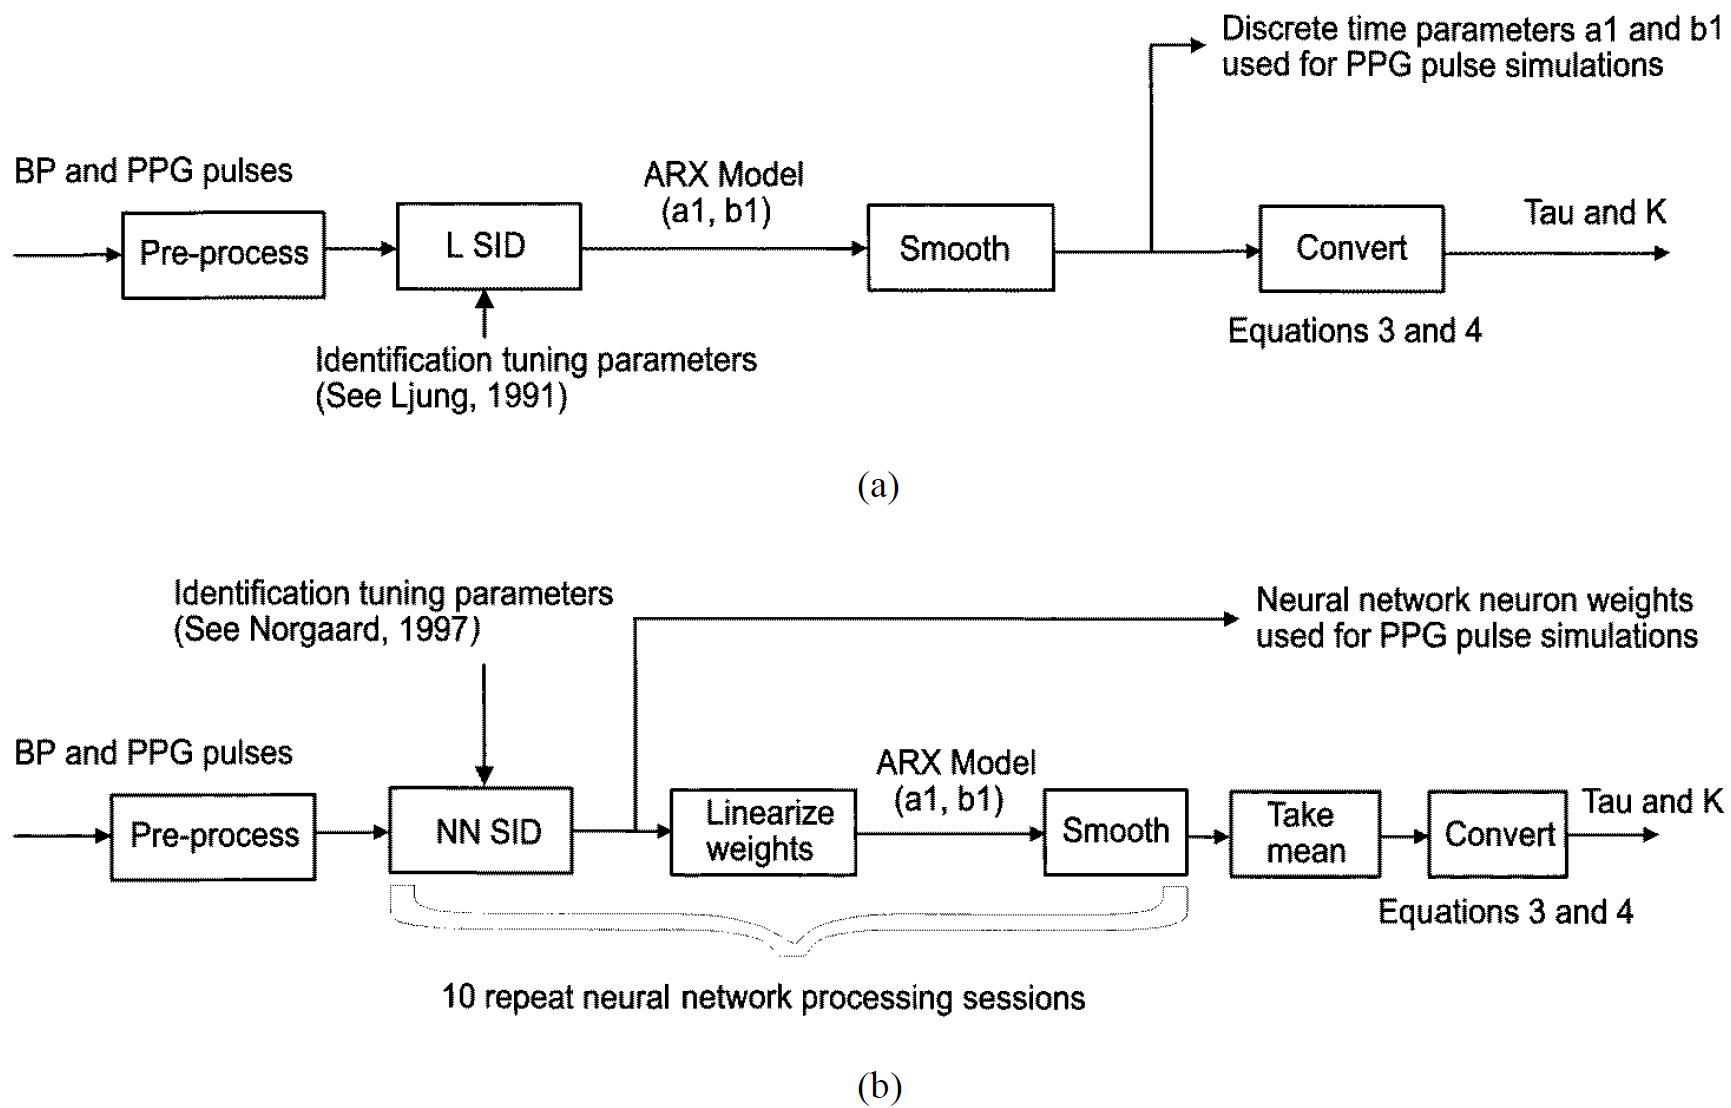 Discrete time parameters a1 and b1
used for PPG pulse simulations
BP and PPG pulses
ARX Model
(a1, b1)
Tau and K
Pre-process
L SID
Smooth
Convert
Equations 3 and 4
Identification tuning parameters
(See Ljung, 1991)
(a)
Identification tuning parameters
(See Norgaard, 1997)
Neural network neuron weights
used for PPG pulse simulations
BP and PPG pulses
ARX Model
(a1, b1)
Tau and K
Pre-process
NN SID
Linearize
weights
Smooth
Take
mean
Convert
Equations 3 and 4
10 repeat neural network processing sessions
(b)